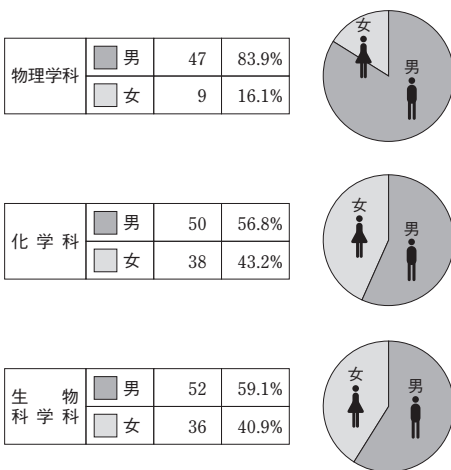 女
男
物理学科 男 47 83.9%
女 9 16.1%
女
男
化学科 男 50 56.8%
女 38 43.2%
女
男
生物
科学科
男 52 59.1%
女 36 40.9%